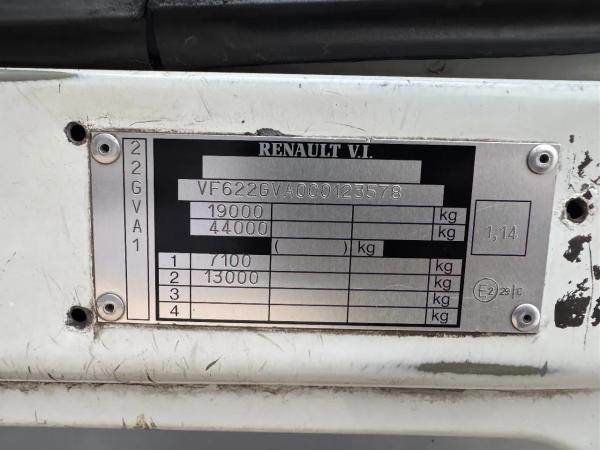 RENAULT V.I.
22GVA1
VF622GVA000123578
19000 kg
44000 kg
( ) kg
1 7100 kg
2 13000 kg
3 kg
4 kg
1,14
E2 29 IC